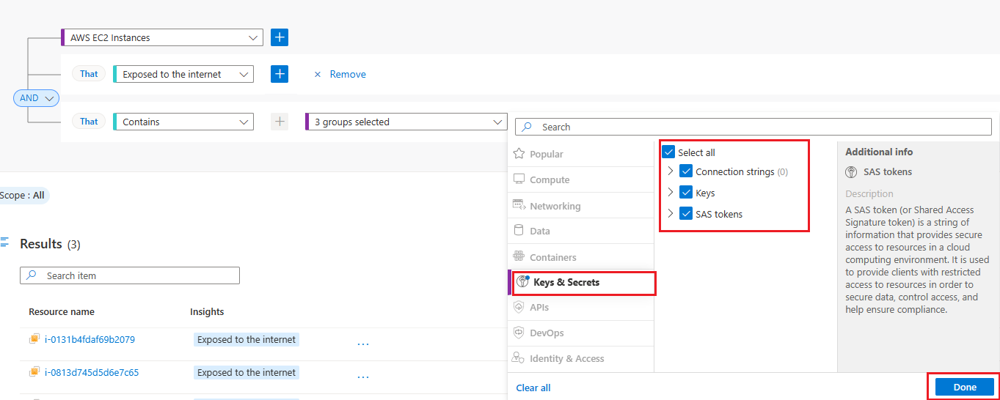 AWS EC2 Instances
That
Exposed to the internet
Remove
AND
That
Contains
3 groups selected
Search
Popular
Compute
Networking
Data
Containers
Keys & Secrets
APIs
DevOps
Identity & Access
Select all
Connection strings (0)
Keys
SAS tokens
Additional info
SAS tokens
Description
A SAS token (or Shared Access
Signature token) is a string of
information that provides secure
access to resources in a cloud
computing environment. It is used
to provide clients with restricted
access to resources in order to
secure data, control access, and
help ensure compliance.
Clear all
Done
Scope : All
Results (3)
Search item
Resource name Insights
i-0131b4fdaf69b2079 Exposed to the internet ...
i-0813d745d5d6e7c65 Exposed to the internet ...